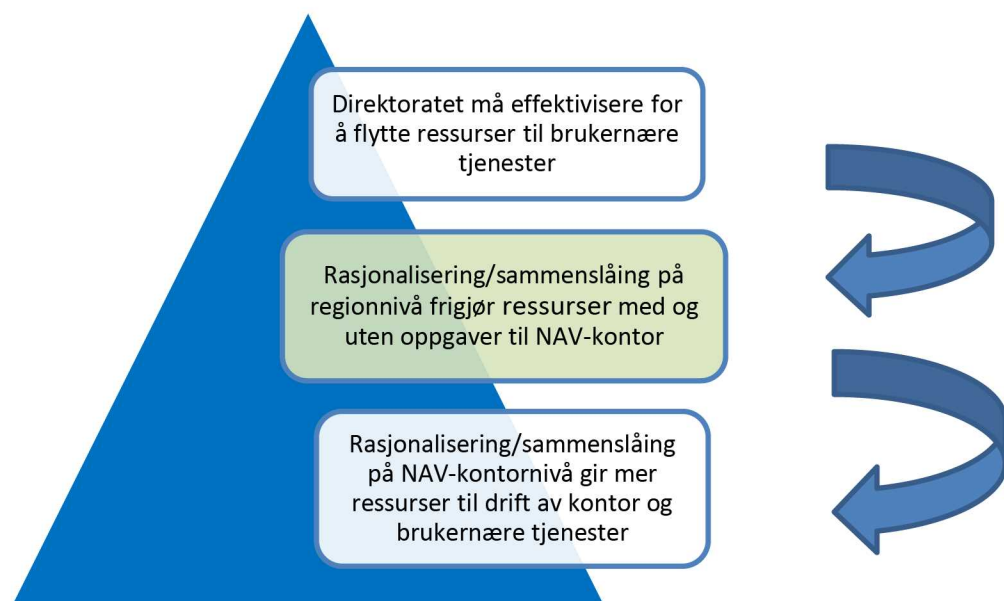 Direktoratet må effektivisere for
å flytte ressurser til brukernære
tjenester
Rasjonalisering/sammenslåing på
regionnivå frigjør ressurser med og
uten oppgaver til NAV-kontor
Rasjonalisering/sammenslåing
på NAV-kontornivå gir mer
ressurser til drift av kontor og
brukernære tjenester